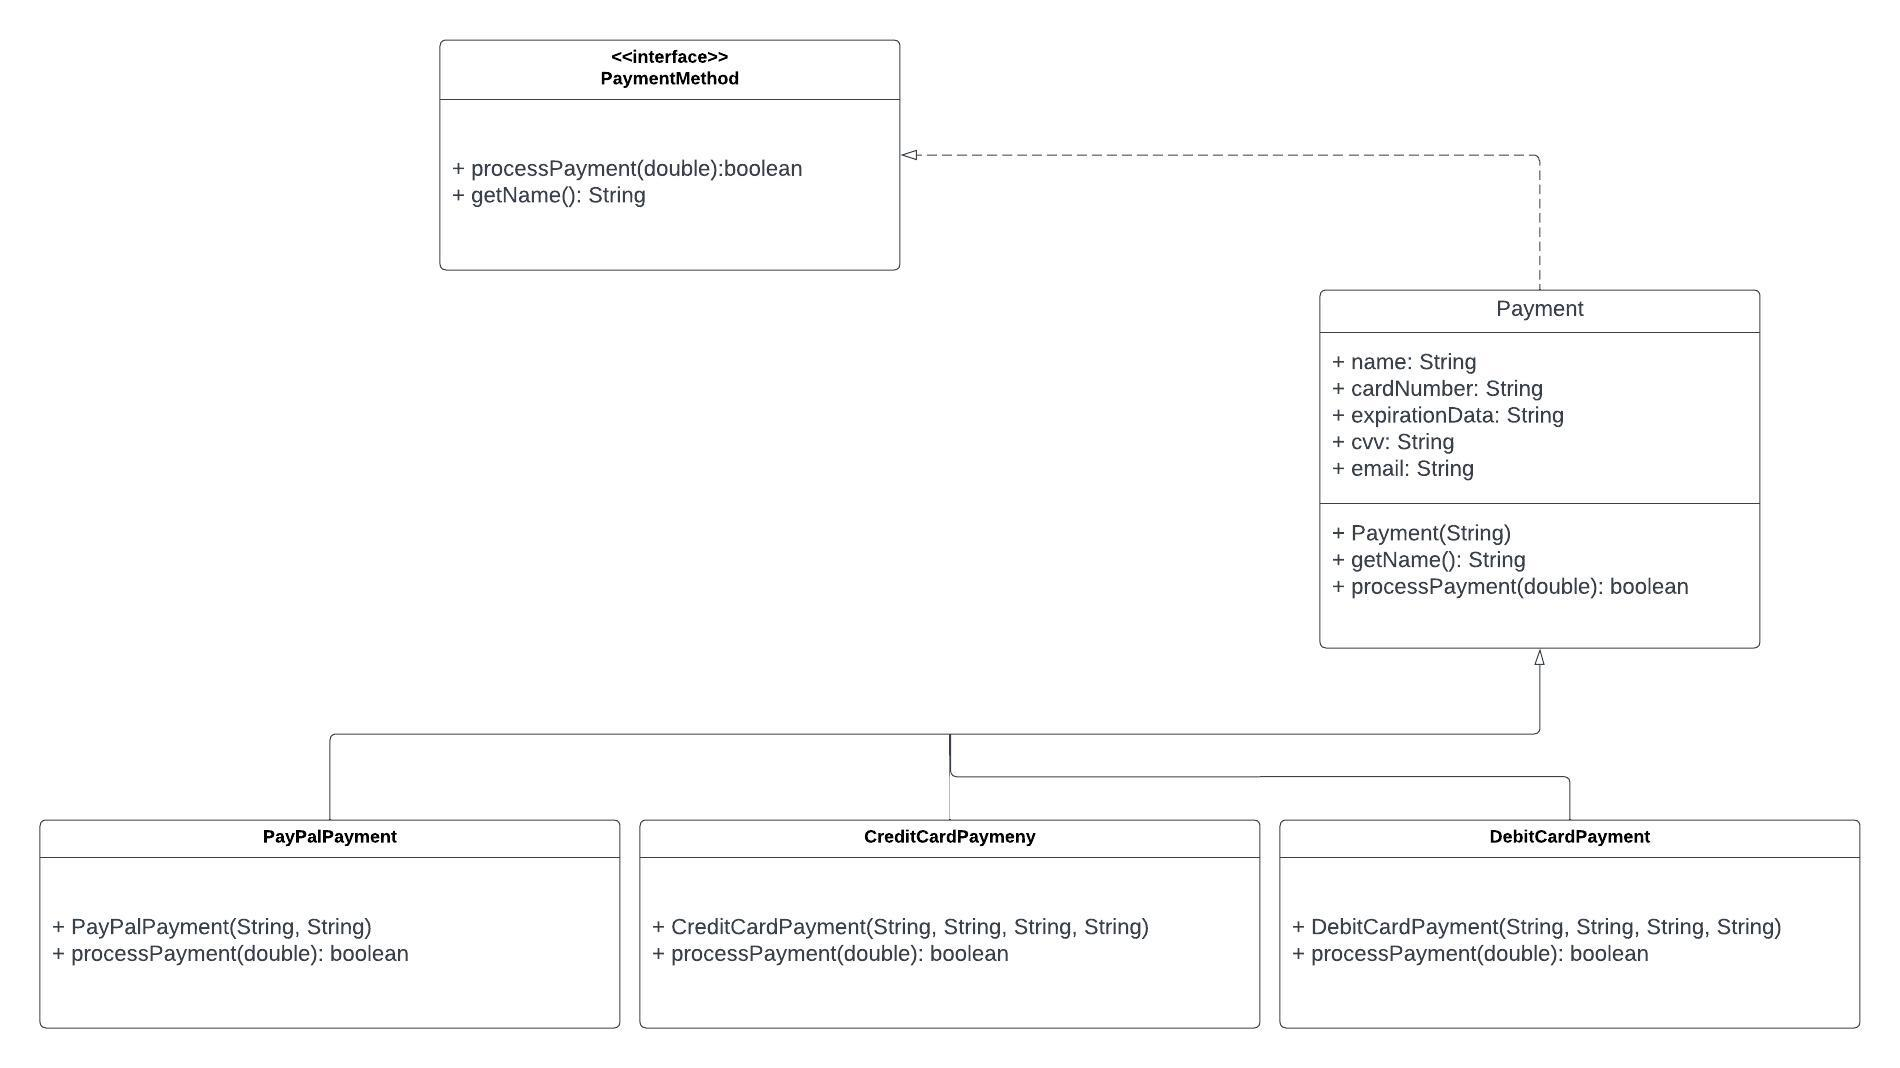 <<interface>>
PaymentMethod
+ processPayment(double):boolean
+ getName(): String
Payment
+ name: String
+ cardNumber: String
+ expirationData: String
+ cvv: String
+ email: String
+ Payment(String)
+ getName(): String
+ processPayment(double): boolean
PayPalPayment
+ PayPalPayment(String, String)
+ processPayment(double): boolean
CreditCardPaymeny
+ CreditCardPayment(String, String, String, String)
+ processPayment(double): boolean
DebitCardPayment
+ DebitCardPayment(String, String, String, String)
+ processPayment(double): boolean